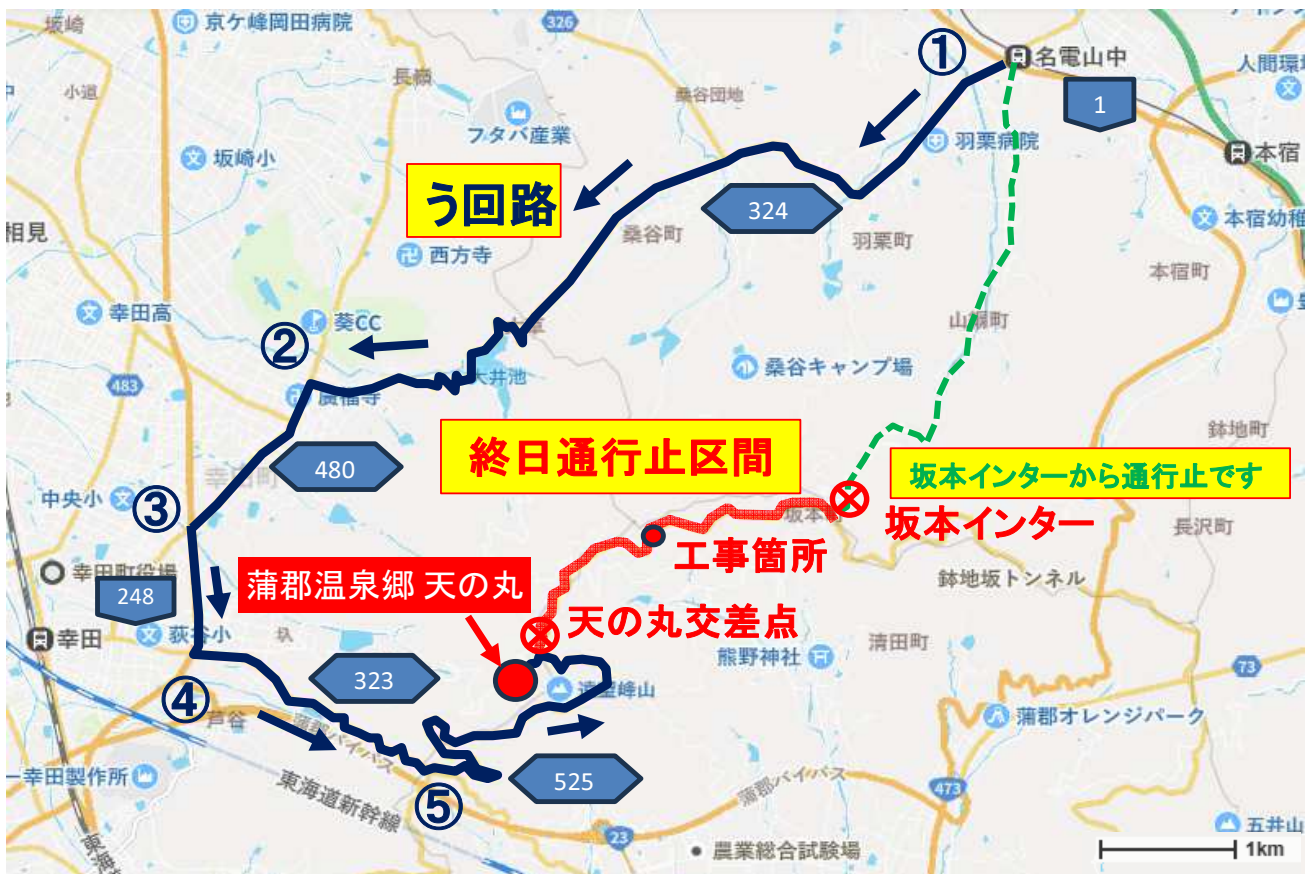 坂崎
京ケ峰岡田病院
326
①
名電山中
人間環境
小道
長嶺
桑谷団地
1
フタバ産業
羽栗病院
本宿
坂崎小
う回路
324
本宿幼稚
相見
西方寺
桑谷町
羽栗町
本宿町
幸田高
葵CC
②
山綱町
483
大井池
桑谷キャンプ場
廣福寺
鉢地町
終日通行止区間
480
坂本インターから通行止です
中央小
③
坂本インター
長沢町
工事箇所
幸田町役場
蒲郡温泉郷 天の丸
鉢地坂トンネル
248
天の丸交差点
幸田
荻谷小
清田町
熊野神社
323
73
遠望峰山
④
芦谷
蒲郡バイパス
蒲郡オレンジパーク
幸田製作所
東海道新幹線
525
蒲郡バイパス
473
⑤
23
五井山
農業総合試験場
1km